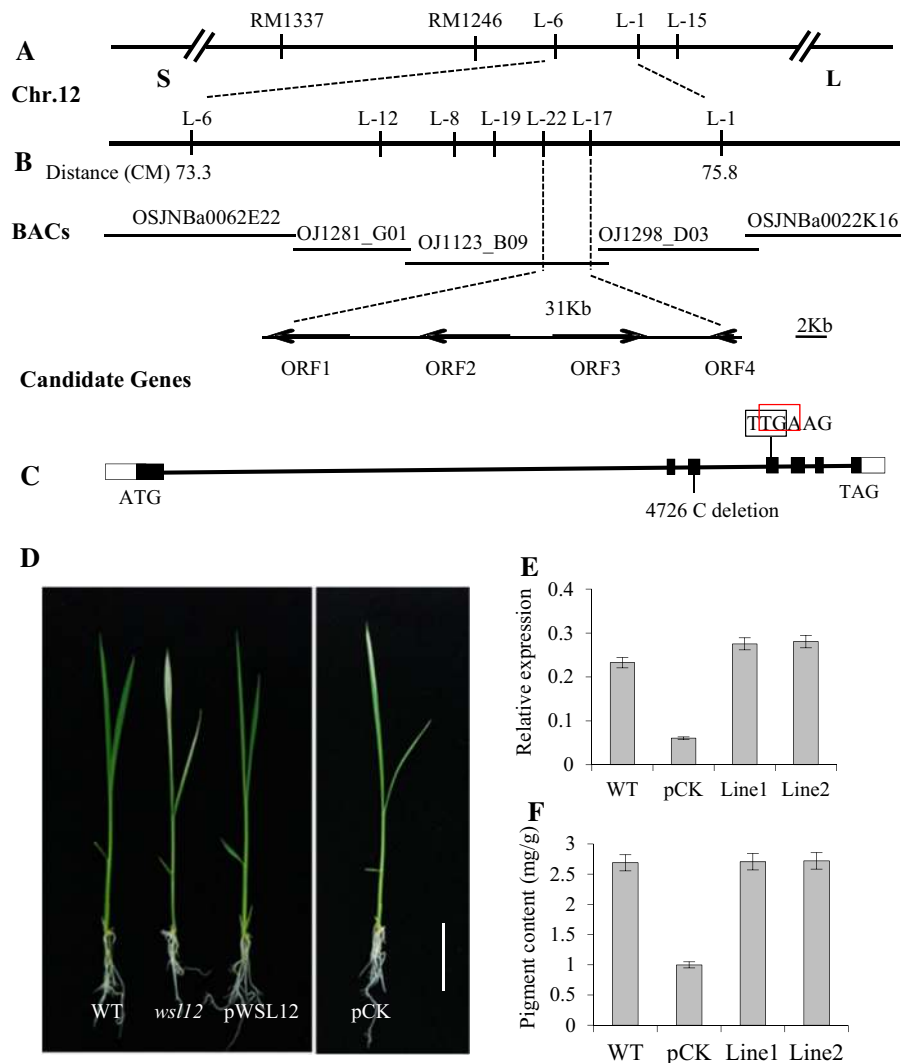 RM1337 RM1246 L-6 L-1 L-15
A
S L
Chr.12
L-6 L-12 L-8 L-19 L-22 L-17 L-1
B
Distance (CM) 73.3 75.8
BACs OSJNBa0062E22 OJ1281_G01 OJ1123_B09 OJ1298_D03 OSJNBa0022K16
31Kb 2Kb
ORF1 ORF2 ORF3 ORF4
Candidate Genes
TTGAAG
C
ATG TAG
4726 C deletion
D
WT wsl12 pWSL12 pCK
E
Relative expression
0.4
0.3
0.2
0.1
0
WT pCK Line1 Line2
F
Pigment content (mg/g)
3
2.5
2
1.5
1
0.5
0
WT pCK Line1 Line2